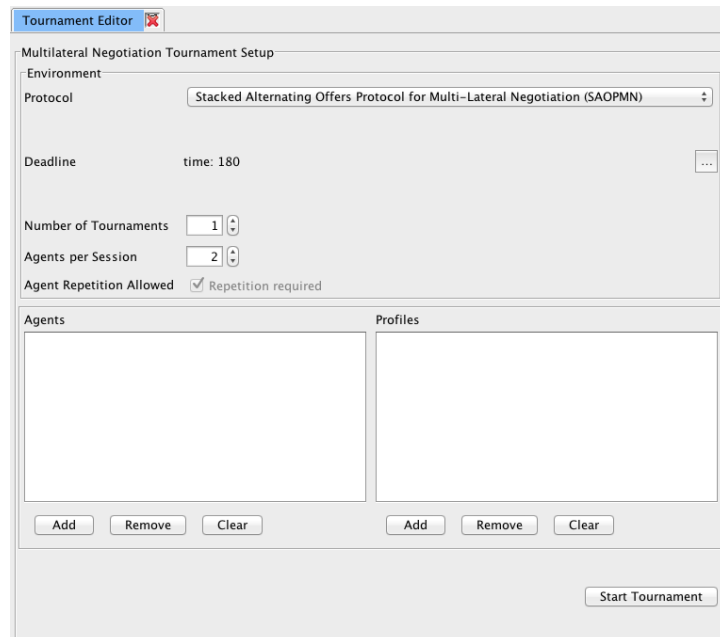 Tournament Editor
Multilateral Negotiation Tournament Setup
Environment
Protocol Stacked Alternating Offers Protocol for Multi-Lateral Negotiation (SAOPMN)
Deadline time: 180 ...
Number of Tournaments 1
Agents per Session 2
Agent Repetition Allowed Repetition required
Agents Profiles
Add Remove Clear Add Remove Clear
Start Tournament